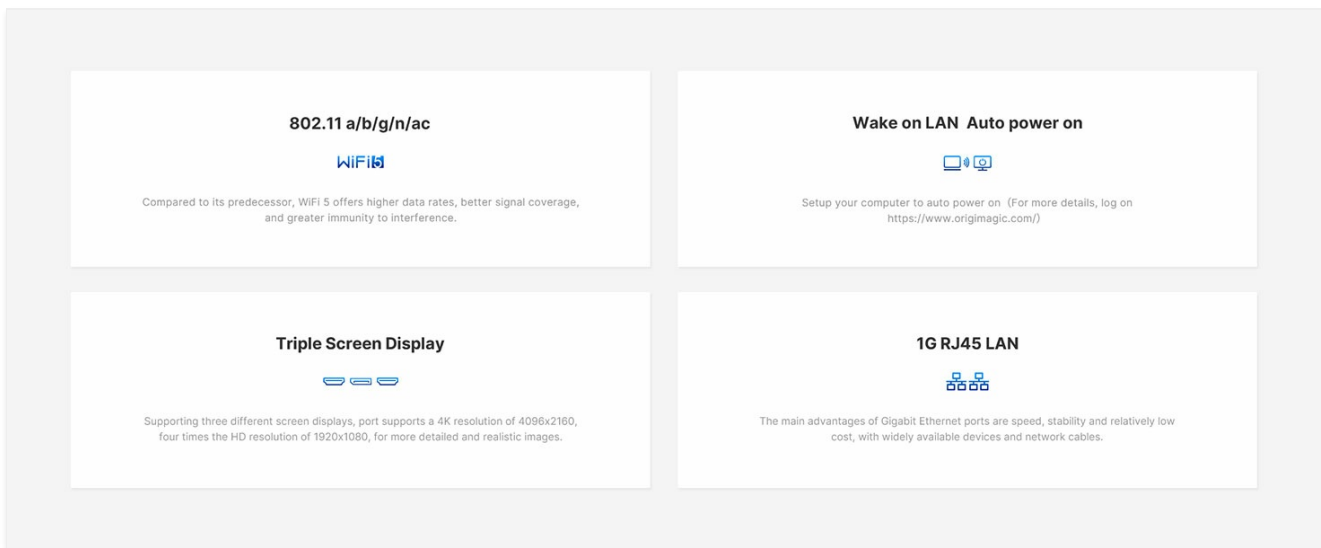 802.11 a/b/g/n/ac
WiFi5
Compared to its predecessor, WiFi 5 offers higher data rates, better signal coverage,
and greater immunity to interference.
Wake on LAN  Auto power on
Setup your computer to auto power on（For more details, log on
https://www.origimagic.com/）
Triple Screen Display
Supporting three different screen displays, port supports a 4K resolution of 4096x2160,
four times the HD resolution of 1920x1080, for more detailed and realistic images.
1G RJ45 LAN
The main advantages of Gigabit Ethernet ports are speed, stability and relatively low
cost, with widely available devices and network cables.